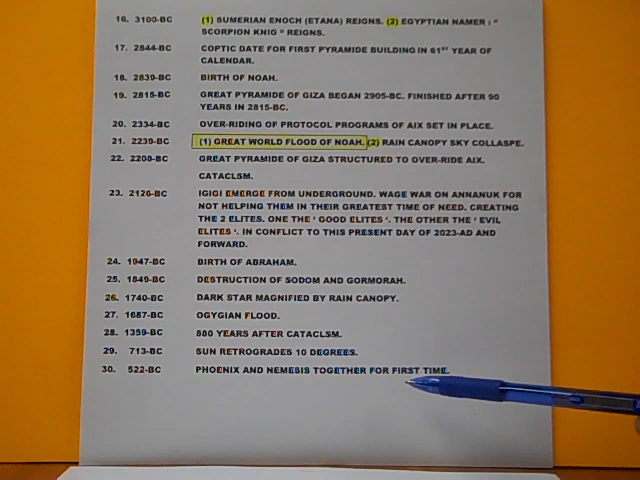 16. 3100-BC (1) SUMERIAN ENOCH (ETANA) REIGNS. (2) EGYPTIAN NAMER : "
SCORPION KNIG " REIGNS.
17. 2844-BC COPTIC DATE FOR FIRST PYRAMIDE BUILDING IN 61ST YEAR OF
CALENDAR.
18. 2839-BC BIRTH OF NOAH.
19. 2815-BC GREAT PYRAMIDE OF GIZA BEGAN 2905-BC. FINISHED AFTER 90
YEARS IN 2815-BC.
20. 2334-BC OVER-RIDING OF PROTOCOL PROGRAMS OF AIX SET IN PLACE.
21. 2239-BC (1) GREAT WORLD FLOOD OF NOAH. (2) RAIN CANOPY SKY COLLASPE.
22. 2208-BC GREAT PYRAMIDE OF GIZA STRUCTURED TO OVER-RIDE AIX.
CATACLSM.
23. 2126-BC IGIGI EMERGE FROM UNDERGROUND. WAGE WAR ON ANNANUK FOR
NOT HELPING THEM IN THEIR GREATEST TIME OF NEED. CREATING
THE 2 ELITES. ONE THE ' GOOD ELITES '. THE OTHER THE ' EVIL
ELITES '. IN CONFLICT TO THIS PRESENT DAY OF 2023-AD AND
FORWARD.
24. 1947-BC BIRTH OF ABRAHAM.
25. 1849-BC DESTRUCTION OF SODOM AND GORMORAH.
26. 1740-BC DARK STAR MAGNIFIED BY RAIN CANOPY.
27. 1687-BC OGYGIAN FLOOD.
28. 1359-BC 880 YEARS AFTER CATACLSM.
29. 713-BC SUN RETROGRADES 10 DEGREES.
30. 522-BC PHOENIX AND NEMESIS TOGETHER FOR FIRST TIME.